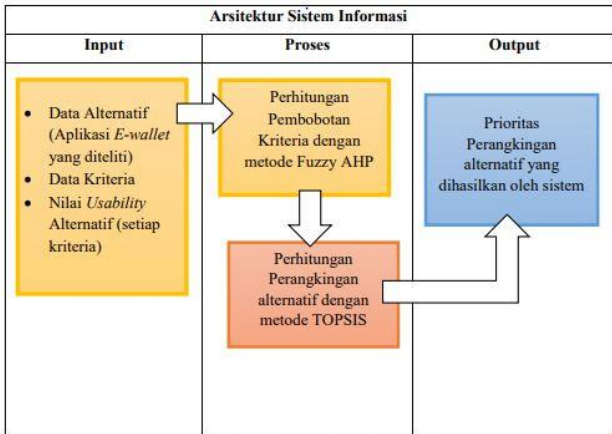 Arsitektur Sistem Informasi
Input
Proses
Output
• Data Alternatif
(Aplikasi E-wallet
yang diteliti)
• Data Kriteria
• Nilai Usability
Alternatif (setiap
kriteria)
Perhitungan
Pembobotan
Kriteria dengan
metode Fuzzy AHP
Perhitungan
Perangkingan
alternatif dengan
metode TOPSIS
Prioritas
Perangkingan
alternatif yang
dihasilkan oleh sistem